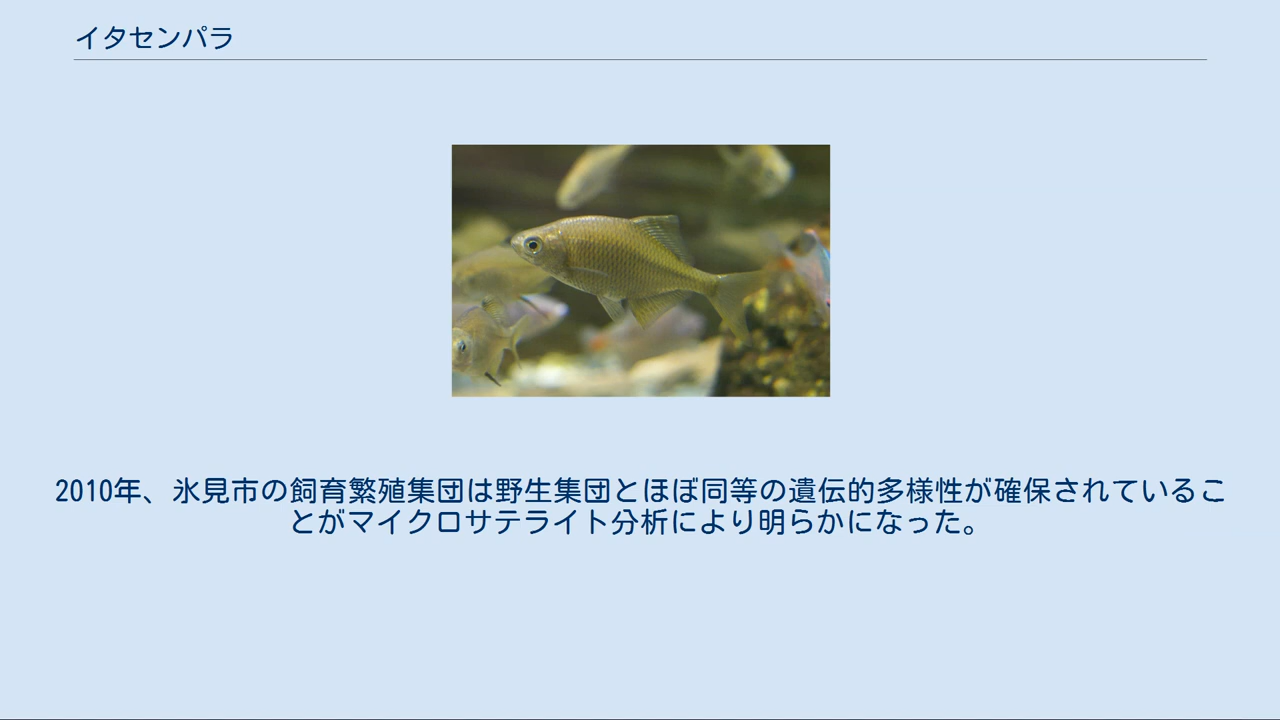 イタセンパラ
2010年、氷見市の飼育繁殖集団は野生集団とほぼ同等の遺伝的多様性が確保されているこ
とがマイクロサテライト分析により明らかになった。